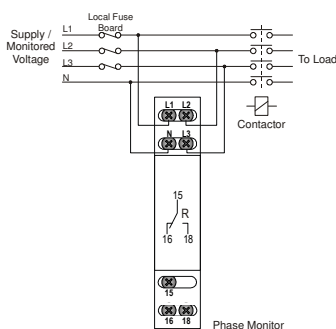 Local Fuse
Board
Supply /
Monitored
Voltage
L1
L2
L3
N
To Load
Contactor
L1 L2
N L3
15
R
16 18
15
16 18
Phase Monitor